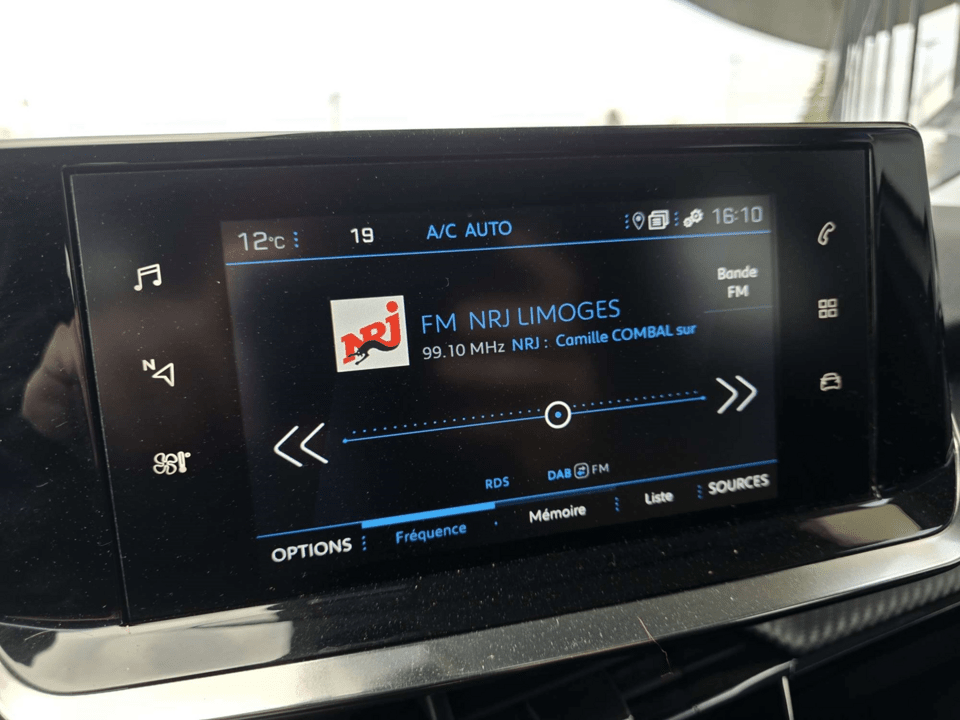 12°C 19 A/C AUTO 16:10
Bande
FM
NRJ
FM NRJ LIMOGES
99.10 MHz NRJ : Camille COMBAL sur
N
RDS DAB FM
OPTIONS Fréquence Mémoire Liste SOURCES